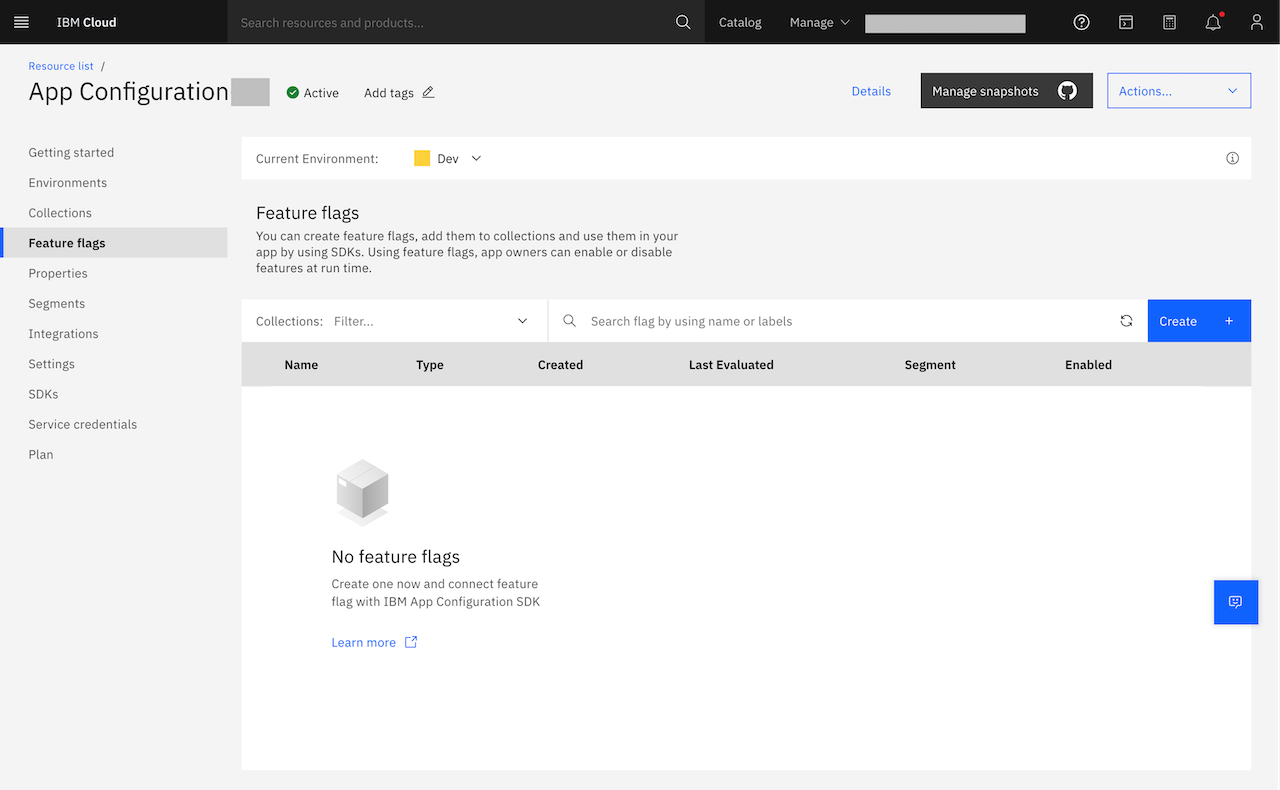 IBM Cloud
Search resources and products...
Catalog
Manage
Resource list /
App Configuration
Active
Add tags
Details
Manage snapshots
Actions...
Getting started
Environments
Collections
Feature flags
Properties
Segments
Integrations
Settings
SDKs
Service credentials
Plan
Current Environment:
Dev
Feature flags
You can create feature flags, add them to collections and use them in your
app by using SDKs. Using feature flags, app owners can enable or disable
features at run time.
Collections: Filter...
Search flag by using name or labels
Create +
Name Type Created Last Evaluated Segment Enabled
No feature flags
Create one now and connect feature
flag with IBM App Configuration SDK
Learn more